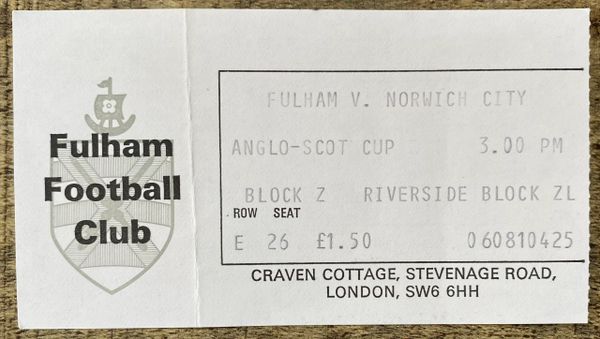 Fulham
Football
Club
FULHAM V. NORWICH CITY
ANGLO-SCOT CUP 3.00 PM
BLOCK Z RIVERSIDE BLOCK ZL
ROW SEAT
E 26 £1.50 060810425
CRAVEN COTTAGE, STEVENAGE ROAD,
LONDON, SW6 6HH